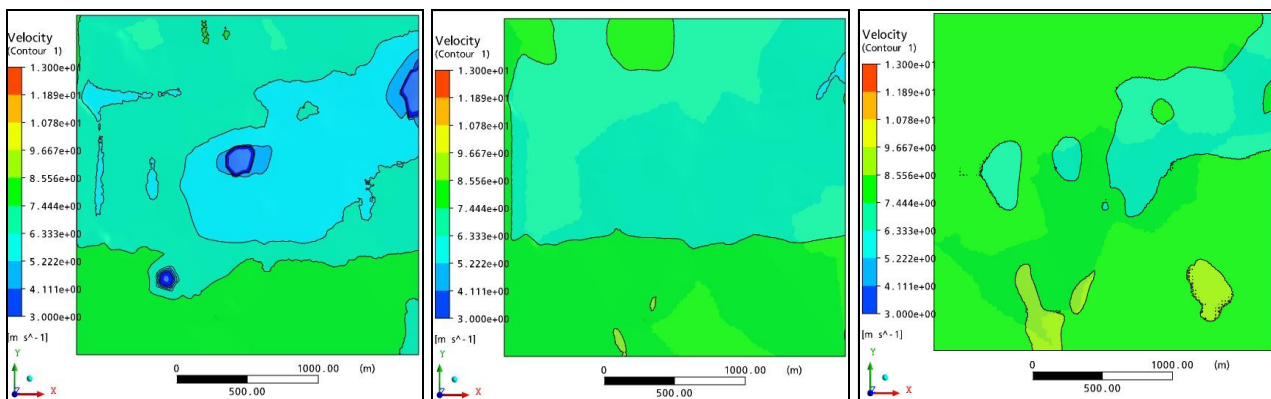 Velocity
(Contour 1)
1.300e+01
1.189e+01
1.078e+01
9.667e+00
8.556e+00
7.444e+00
6.333e+00
5.222e+00
4.111e+00
3.000e+00
[m s^-1]
Y
Z X
0 1000.00 (m)
500.00
Velocity
(Contour 1)
1.300e+01
1.189e+01
1.078e+01
9.667e+00
8.556e+00
7.444e+00
6.333e+00
5.222e+00
4.111e+00
3.000e+00
[m s^-1]
Y
Z X
0 1000.00 (m)
500.00
Velocity
(Contour 1)
1.300e+01
1.189e+01
1.078e+01
9.667e+00
8.556e+00
7.444e+00
6.333e+00
5.222e+00
4.111e+00
3.000e+00
[m s^-1]
Y
Z X
0 1000.00 (m)
500.00